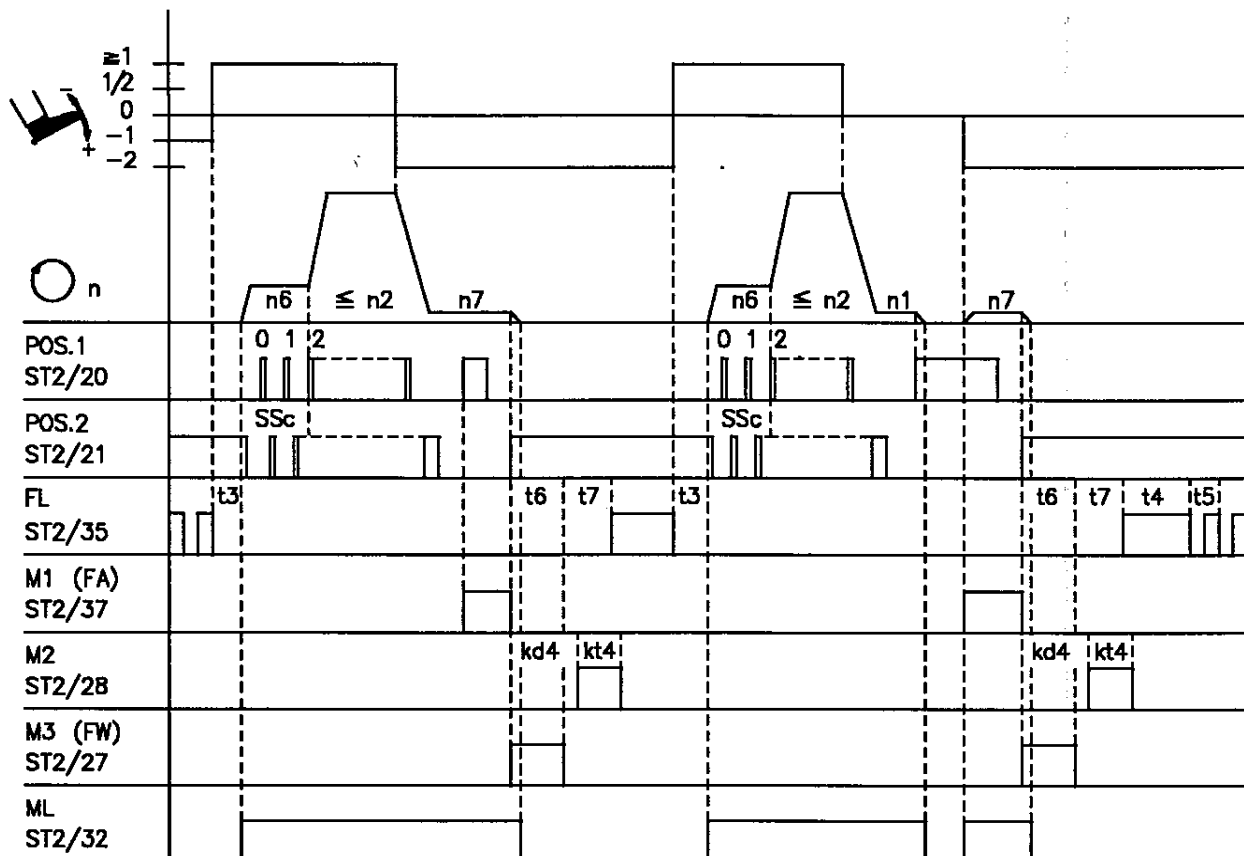 ≧1
1/2
0
−1
−2
−
+
n
n6 ≦ n2 n7 n6 ≦ n2 n1 n7
POS.1
ST2/20
0 1 2 0 1 2
POS.2
ST2/21
SSc SSc
FL
ST2/35
t3 t6 t7 t3 t6 t7 t4 t5
M1 (FA)
ST2/37
M2
ST2/28
kd4 kt4 kd4 kt4
M3 (FW)
ST2/27
ML
ST2/32